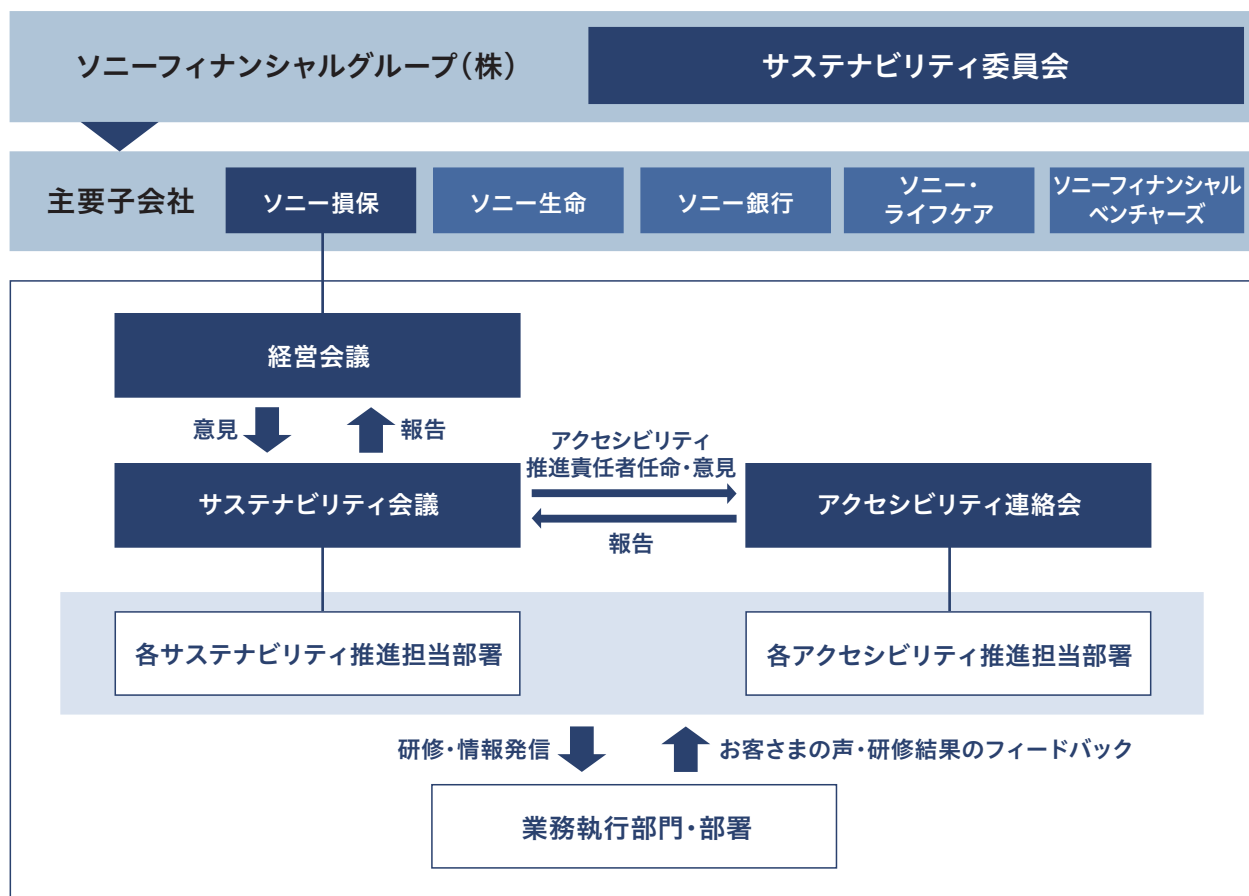 ソニーフィナンシャルグループ(株)
サステナビリティ委員会
主要子会社
ソニー損保
ソニー生命
ソニー銀行
ソニー・
ライフケア
ソニーフィナンシャル
ベンチャーズ
経営会議
意見
報告
アクセシビリティ
推進責任者任命・意見
サステナビリティ会議
アクセシビリティ連絡会
報告
各サステナビリティ推進担当部署
各アクセシビリティ推進担当部署
研修・情報発信
お客さまの声・研修結果のフィードバック
業務執行部門・部署